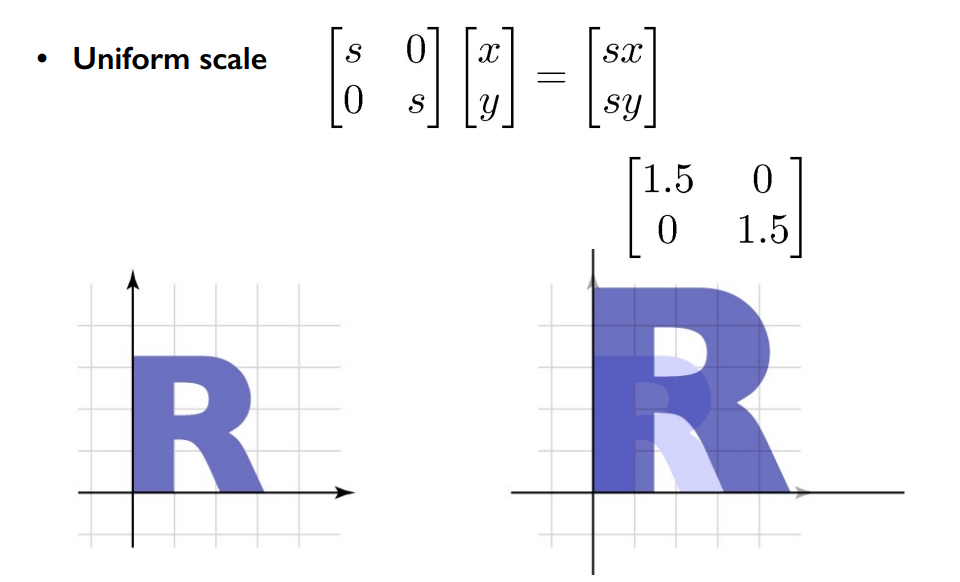 • Uniform scale [s 0; 0 s] [x; y] = [sx; sy]
[1.5 0; 0 1.5]
R
R